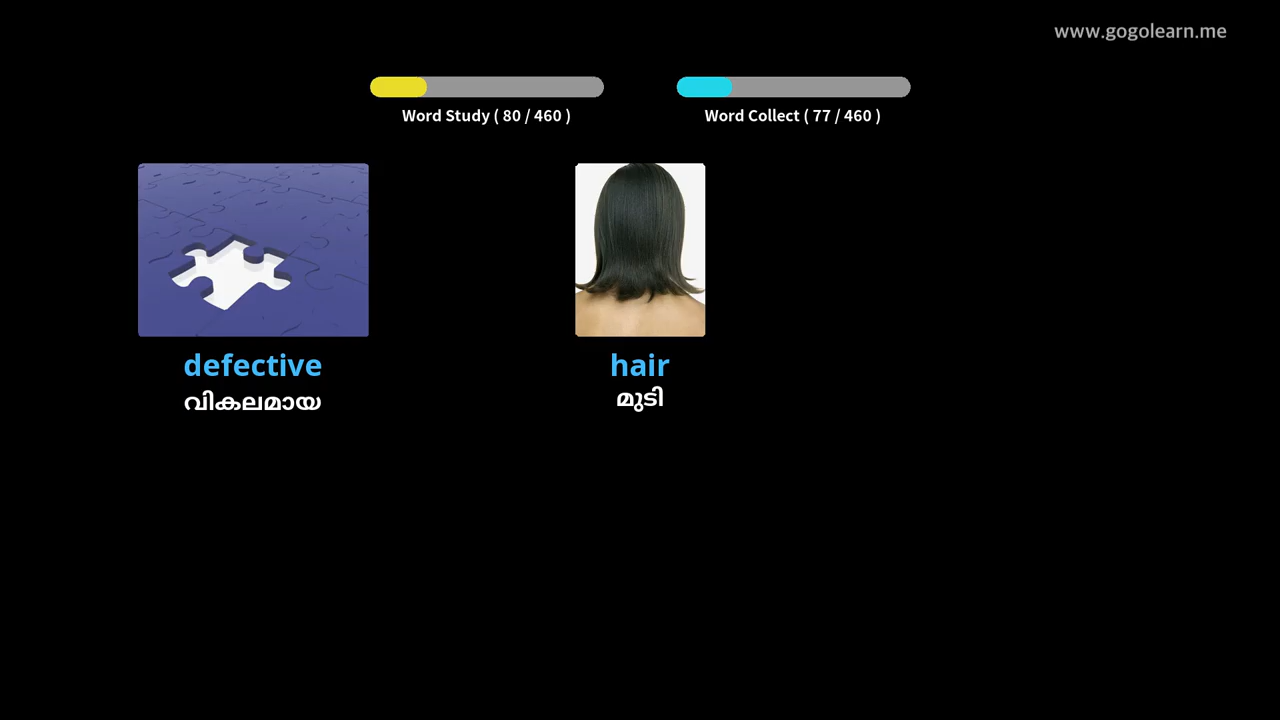 www.gogolearn.me
Word Study ( 80 / 460 )
Word Collect ( 77 / 460 )
defective
വികലമായ
hair
മുടി